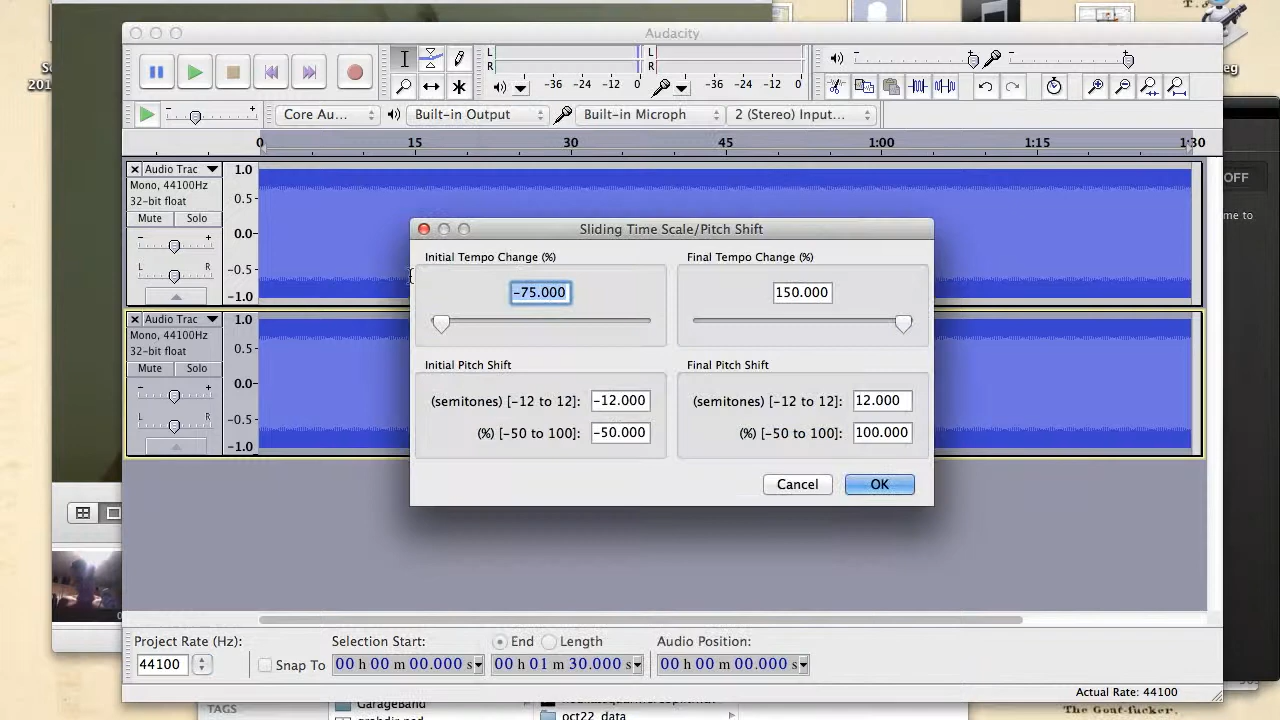 T..J
Audacity
L
R
-36 -24 -12 0
L
R
-36 -24 -12 0
201
eg
Core Au...
Built-in Output
Built-in Microph
2 (Stereo) Input...
0 15 30 45 1:00 1:15 1:30
OFF
me to
Audio Trac
Mono, 44100Hz
32-bit float
Mute Solo
- +
L R
1.0
0.5-
0.0-
-0.5-
-1.0
Sliding Time Scale/Pitch Shift
Initial Tempo Change (%)
-75.000
Final Tempo Change (%)
150.000
Audio Trac
Mono, 44100Hz
32-bit float
Mute Solo
- +
L R
1.0
0.5-
0.0-
-0.5-
-1.0
Initial Pitch Shift
(semitones) [-12 to 12]: -12.000
(%) [-50 to 100]: -50.000
Final Pitch Shift
(semitones) [-12 to 12]: 12.000
(%) [-50 to 100]: 100.000
Cancel
OK
Project Rate (Hz):
44100
Snap To
Selection Start:
00 h 00 m 00.000 s
End Length
00 h 01 m 30.000 s
Audio Position:
00 h 00 m 00.000 s
Actual Rate: 44100
TAGS
GarageBand
oct22_data
The Goat-fucker.